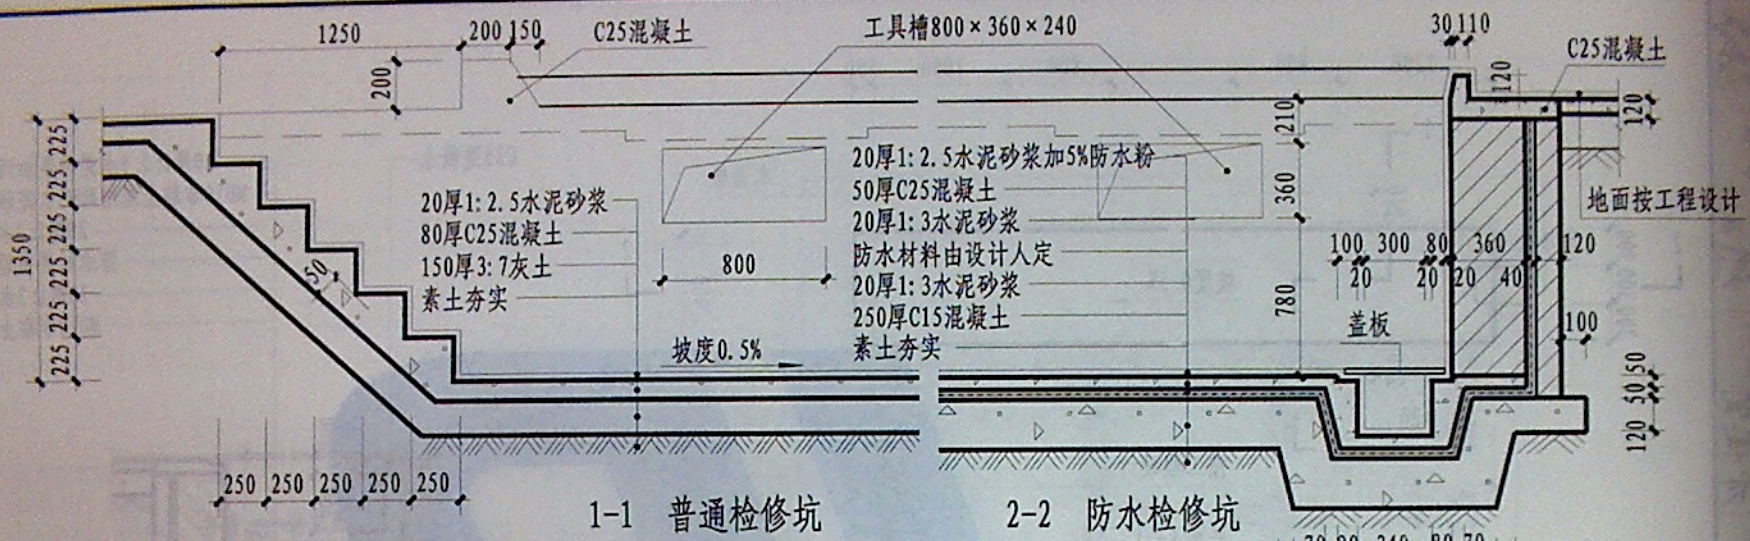 1250
200 150
C25混凝土
工具槽800×360×240
30 110
C25混凝土
200
120
120
225
225
225
225
225
225
1350
210
360
780
20厚1:2.5水泥砂浆
80厚C25混凝土
150厚3:7灰土
素土夯实
50
800
坡度0.5%
20厚1:2.5水泥砂浆加5%防水粉
50厚C25混凝土
20厚1:3水泥砂浆
防水材料由设计人定
20厚1:3水泥砂浆
250厚C15混凝土
素土夯实
地面按工程设计
100 300 80 360 120
20 20 20 40
盖板
100
50
50
120
250 250 250 250 250
1-1 普通检修坑
2-2 防水检修坑